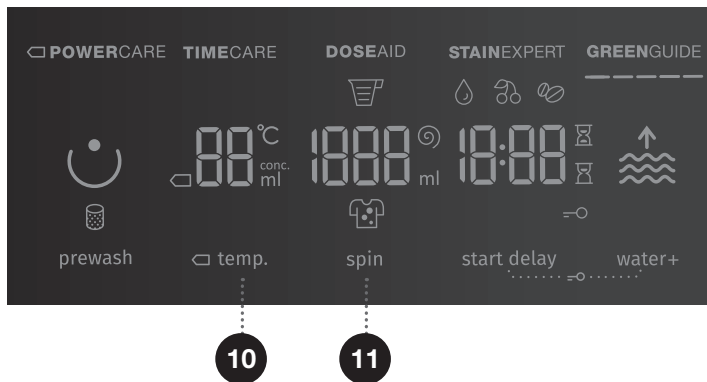 POWERCARE TIMECARE DOSEAID STAINEXPERT GREENGUIDE
88 °C conc. ml 1888 ml 18:88
prewash temp. spin start delay water+
10 11